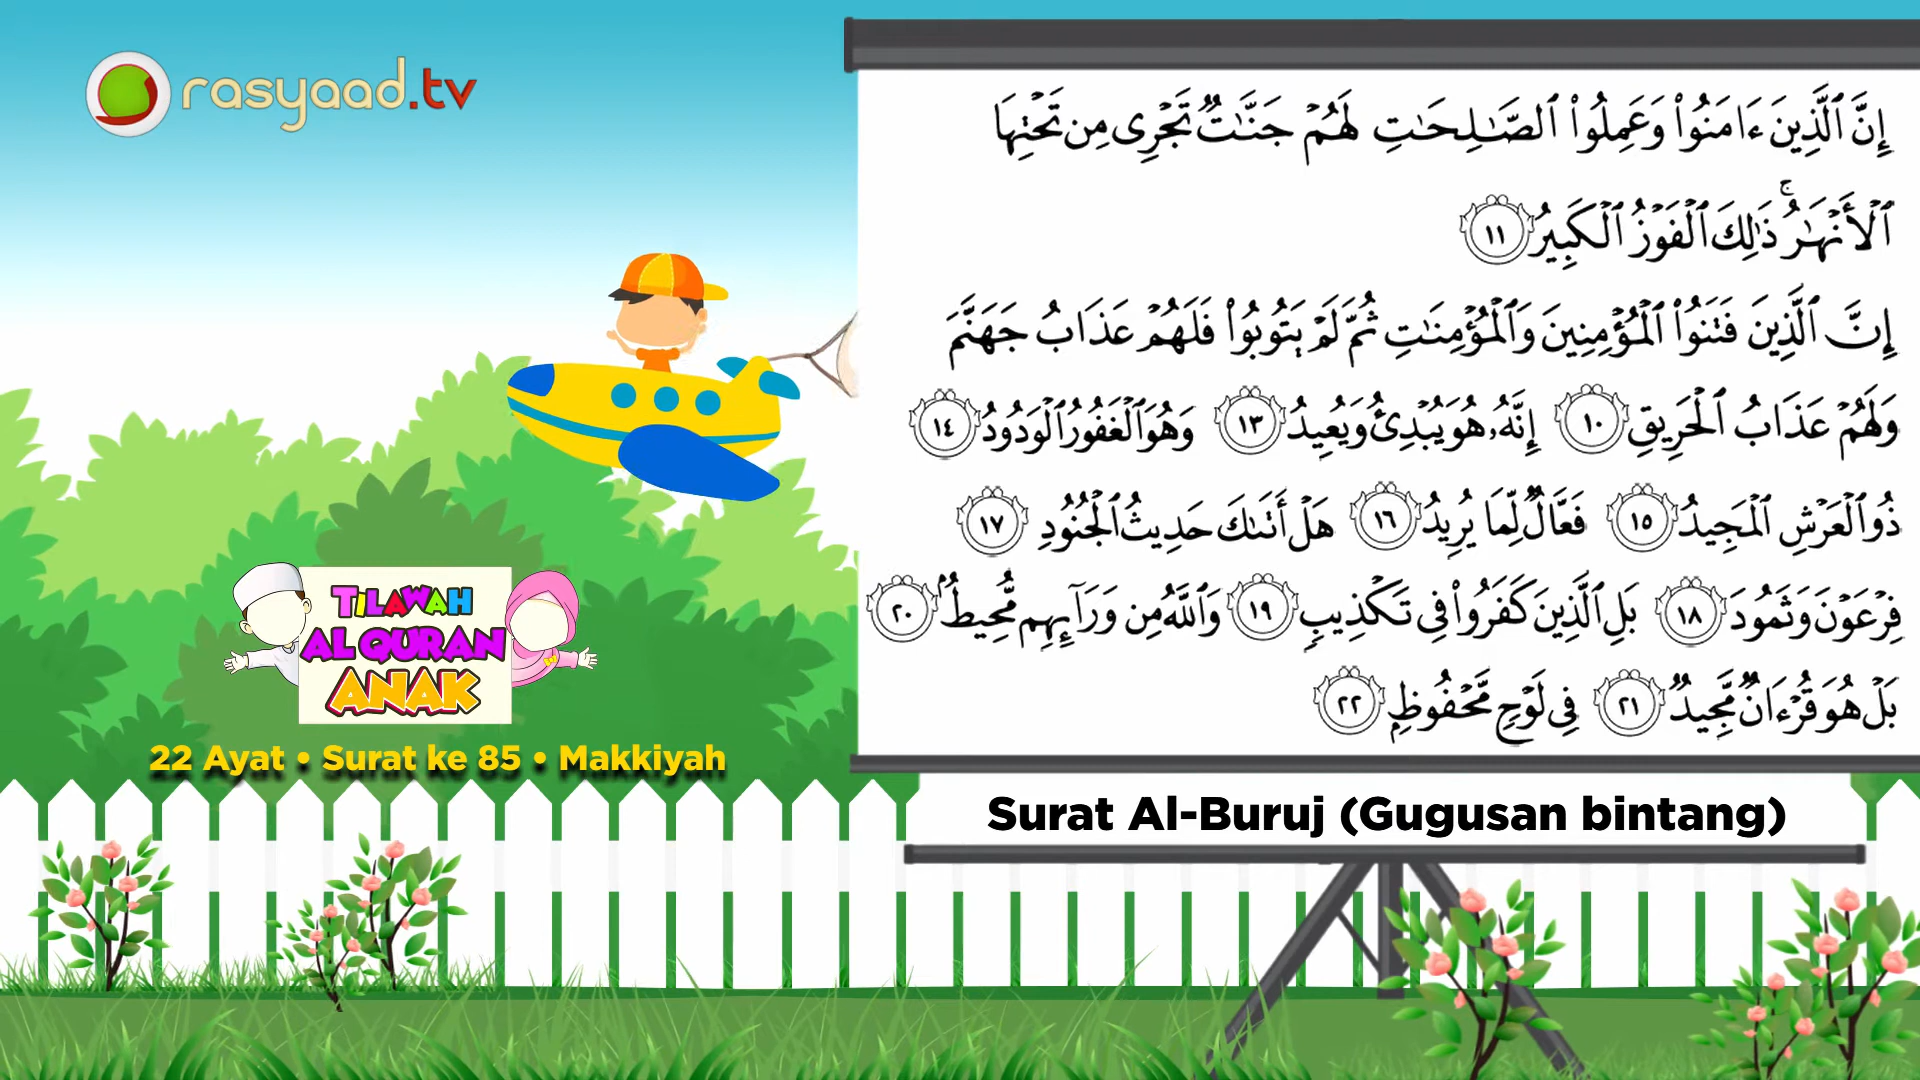 rasyaad.tv
إِنَّ ٱلَّذِينَ ءَامَنُوا۟ وَعَمِلُوا۟ ٱلصَّـٰلِحَـٰتِ لَهُمْ جَنَّـٰتٌ تَجْرِى مِن تَحْتِهَا
ٱلْأَنْهَـٰرُ ۚ ذَٰلِكَ ٱلْفَوْزُ ٱلْكَبِيرُ ١١
إِنَّ ٱلَّذِينَ فَتَنُوا۟ ٱلْمُؤْمِنِينَ وَٱلْمُؤْمِنَـٰتِ ثُمَّ لَمْ يَتُوبُوا۟ فَلَهُمْ عَذَابُ جَهَنَّمَ
وَلَهُمْ عَذَابُ ٱلْحَرِيقِ ١٠ إِنَّهُۥ هُوَ يُبْدِئُ وَيُعِيدُ ١٣ وَهُوَ ٱلْغَفُورُ ٱلْوَدُودُ ١٤
ذُو ٱلْعَرْشِ ٱلْمَجِيدُ ١٥ فَعَّالٌ لِّمَا يُرِيدُ ١٦ هَلْ أَتَىٰكَ حَدِيثُ ٱلْجُنُودِ ١٧
فِرْعَوْنَ وَثَمُودَ ١٨ بَلِ ٱلَّذِينَ كَفَرُوا۟ فِى تَكْذِيبٍ ١٩ وَٱللَّهُ مِن وَرَآئِهِم مُّحِيطٌۢ ٢٠
بَلْ هُوَ قُرْءَانٌ مَّجِيدٌ ٢١ فِى لَوْحٍ مَّحْفُوظٍۭ ٢٢
TILAWAH
AL QURAN
ANAK
22 Ayat • Surat ke 85 • Makkiyah
Surat Al-Buruj (Gugusan bintang)